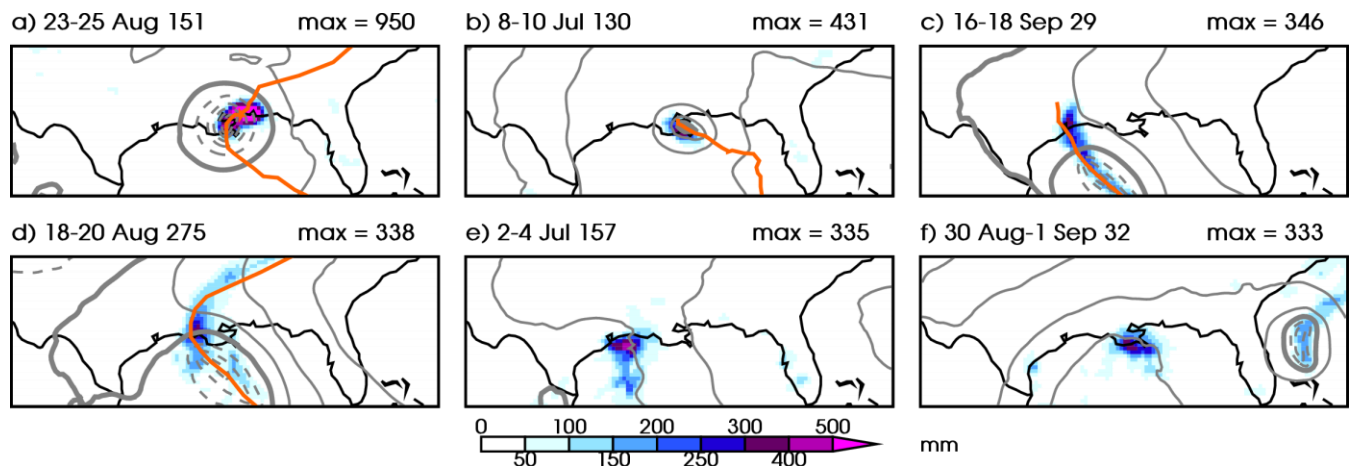 a) 23-25 Aug 151 max = 950
b) 8-10 Jul 130 max = 431
c) 16-18 Sep 29 max = 346
d) 18-20 Aug 275 max = 338
e) 2-4 Jul 157 max = 335
f) 30 Aug-1 Sep 32 max = 333
0 100 200 300 500
50 150 250 400
mm